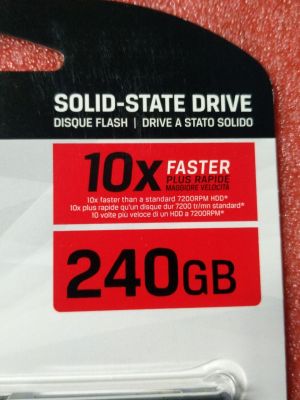 SOLID-STATE DRIVE
DISQUE FLASH | DRIVE A STATO SOLIDO
10x FASTER
PLUS RAPIDE
MAGGIORE VELOCITÀ
10x faster than a standard 7200RPM HDD*
10x plus rapide qu'un disque dur 7200 tr/mn standard*
10 volte più veloce di un HDD a 7200RPM*
240GB